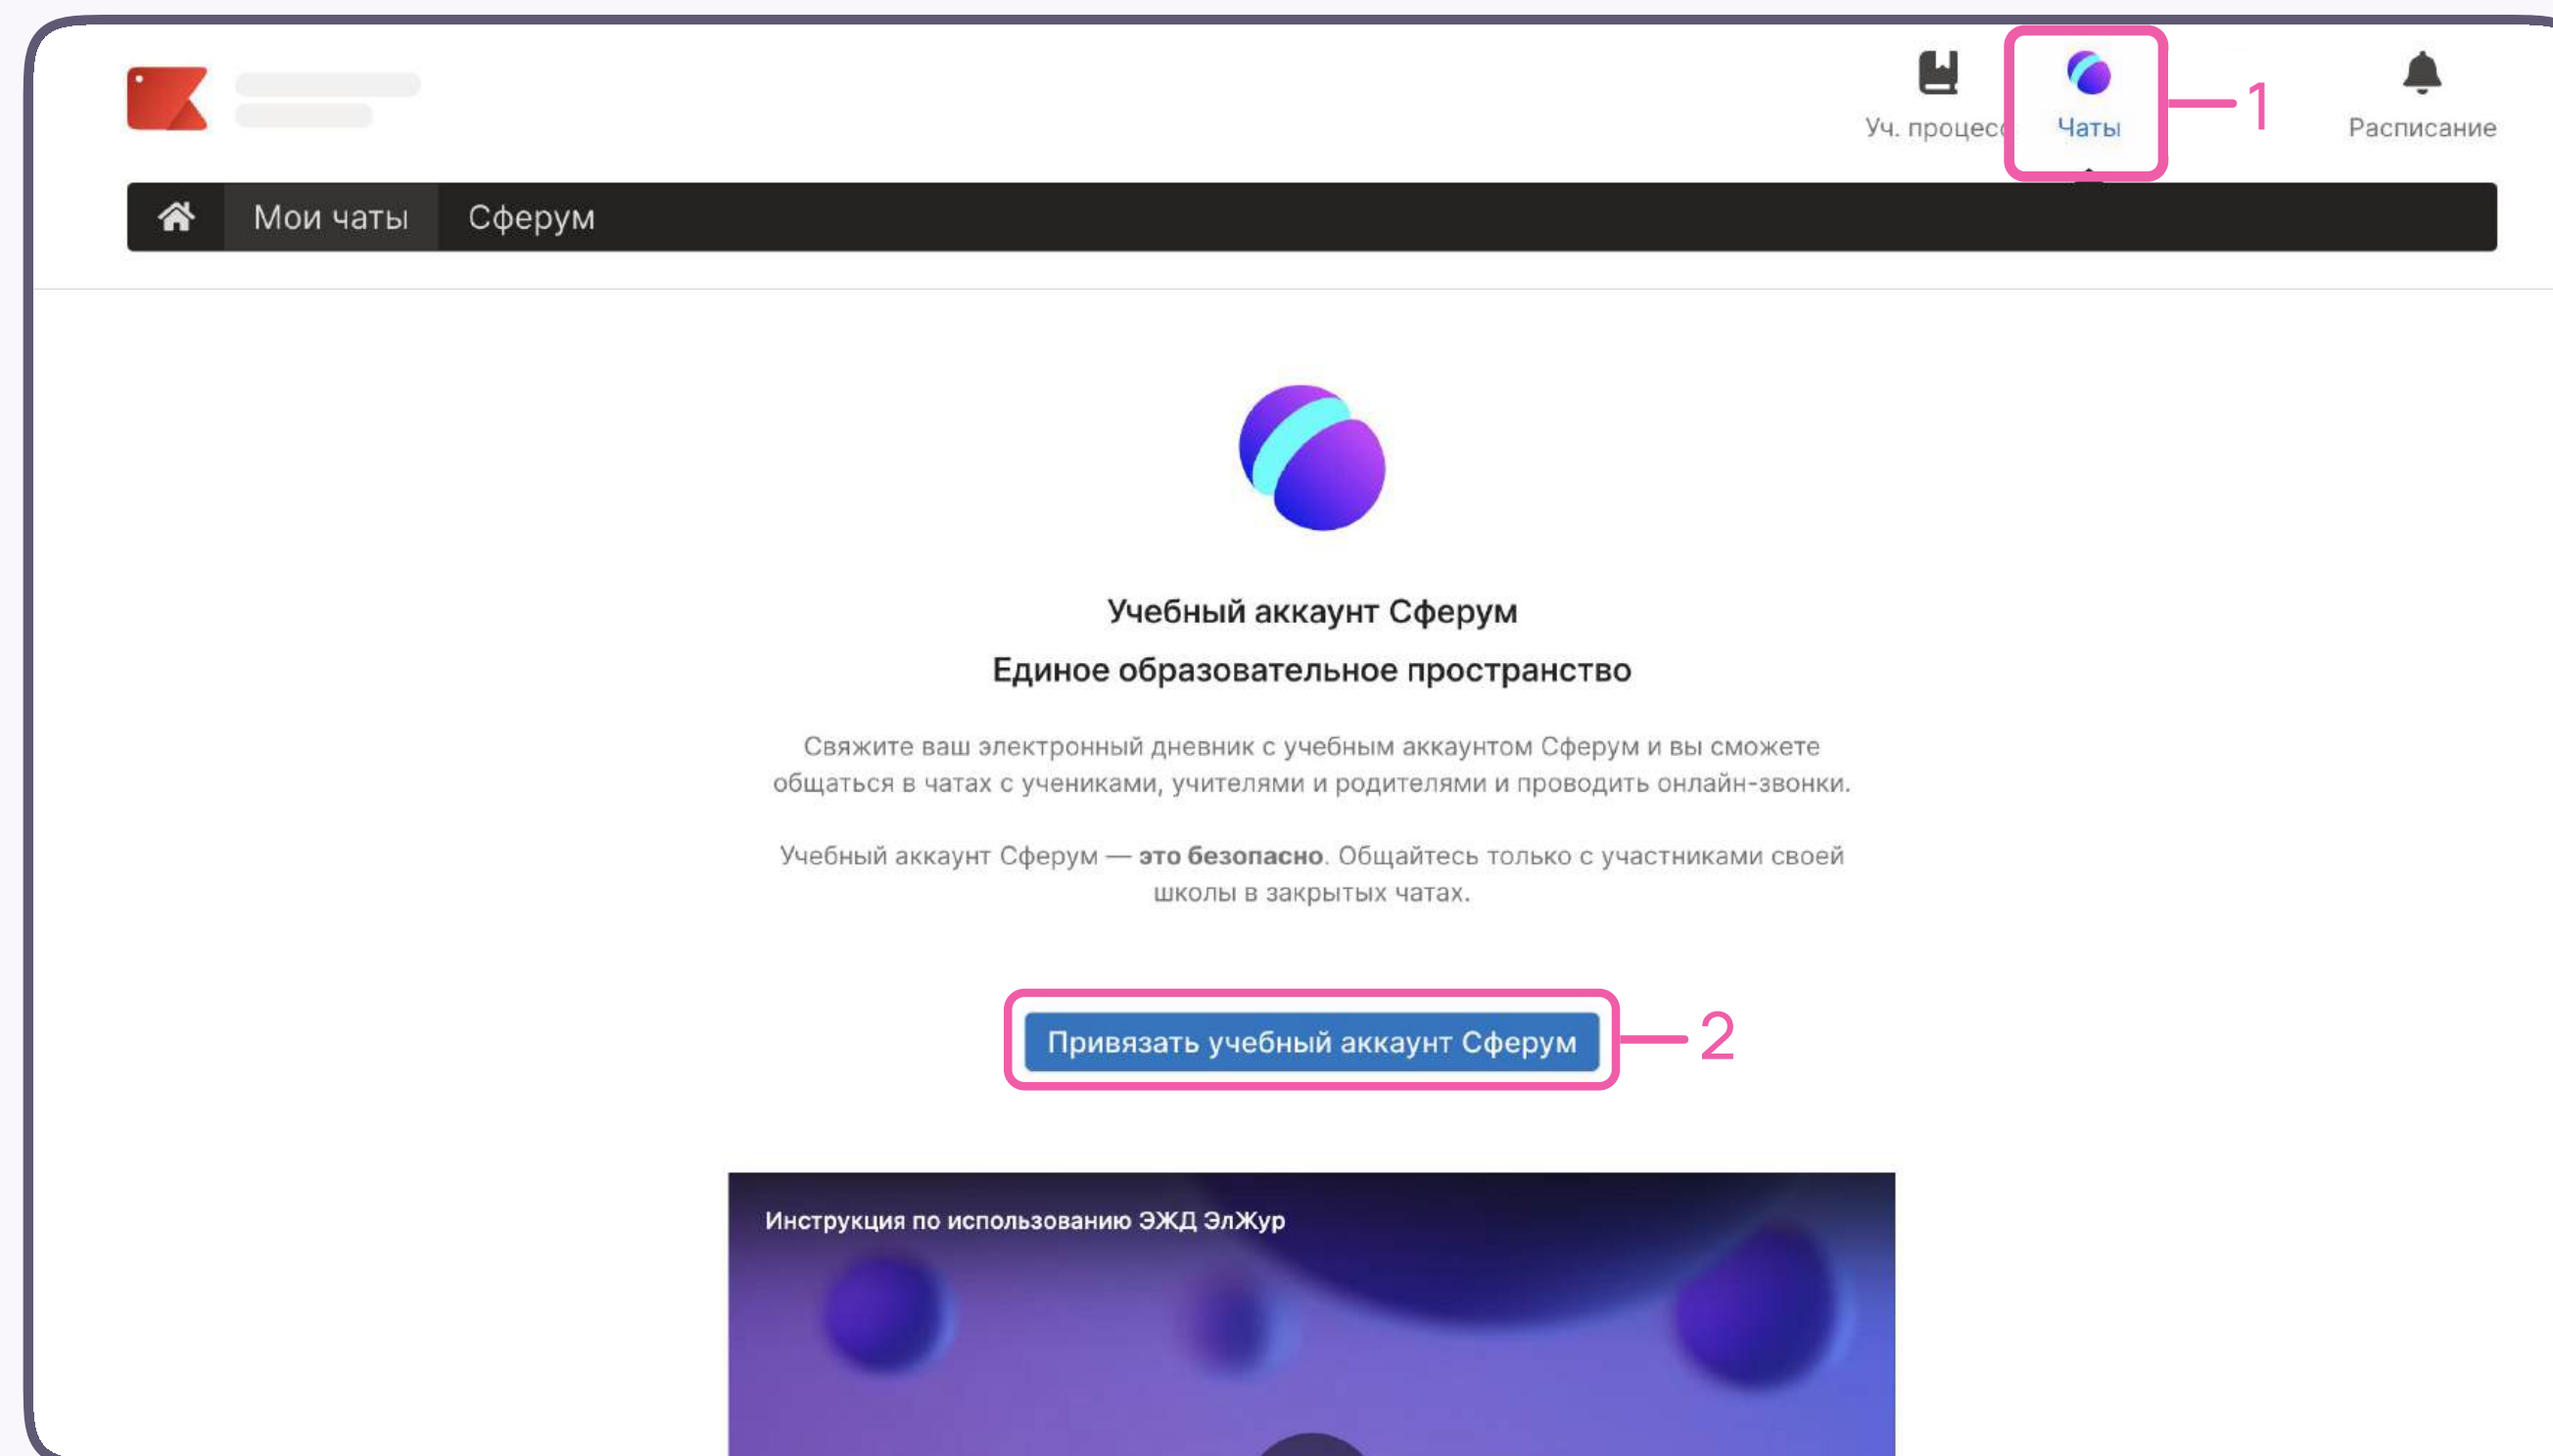 Уч. процесс
Чаты
1
Расписание
Мои чаты
Сферум
Учебный аккаунт Сферум
Единое образовательное пространство
Свяжите ваш электронный дневник с учебным аккаунтом Сферум и вы сможете
общаться в чатах с учениками, учителями и родителями и проводить онлайн-звонки.
Учебный аккаунт Сферум — это безопасно. Общайтесь только с участниками своей
школы в закрытых чатах.
Привязать учебный аккаунт Сферум
2
Инструкция по использованию ЭЖД ЭлЖур